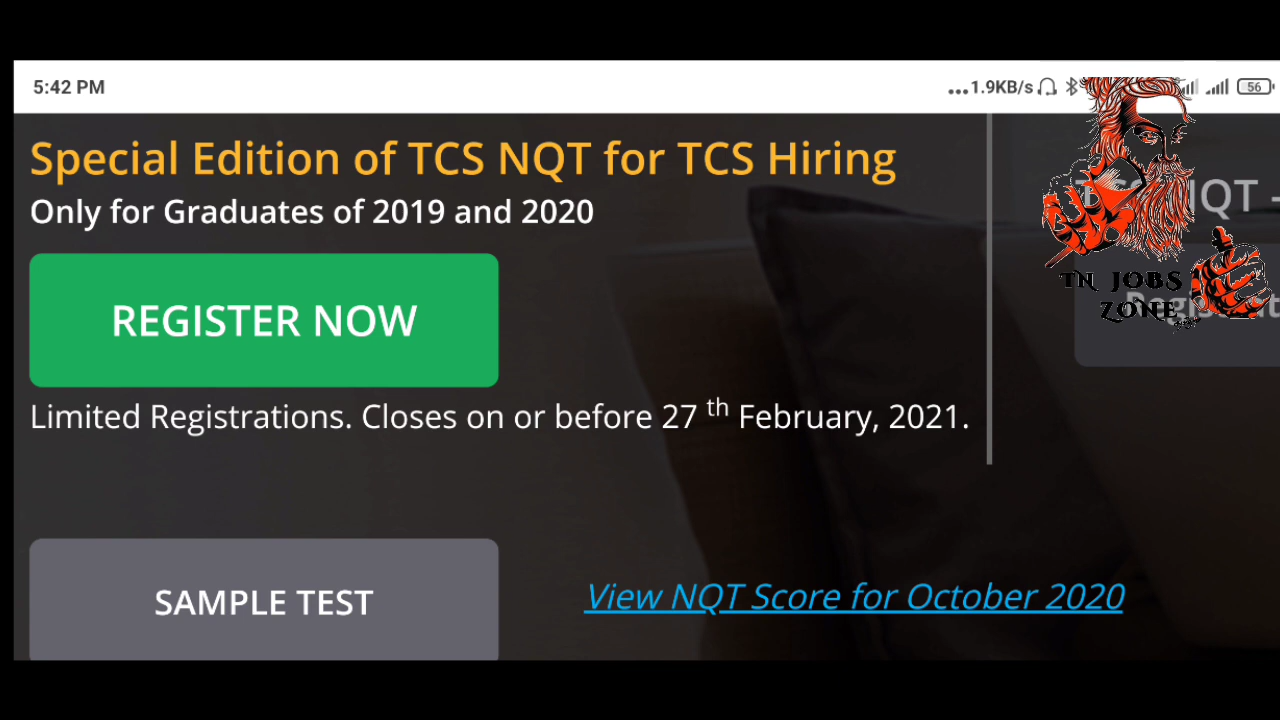 5:42 PM
...1.9KB/s
56
Special Edition of TCS NQT for TCS Hiring
Only for Graduates of 2019 and 2020
NQT -
REGISTER NOW
TN JOBS
ZONE
Limited Registrations. Closes on or before 27 th February, 2021.
SAMPLE TEST
View NQT Score for October 2020